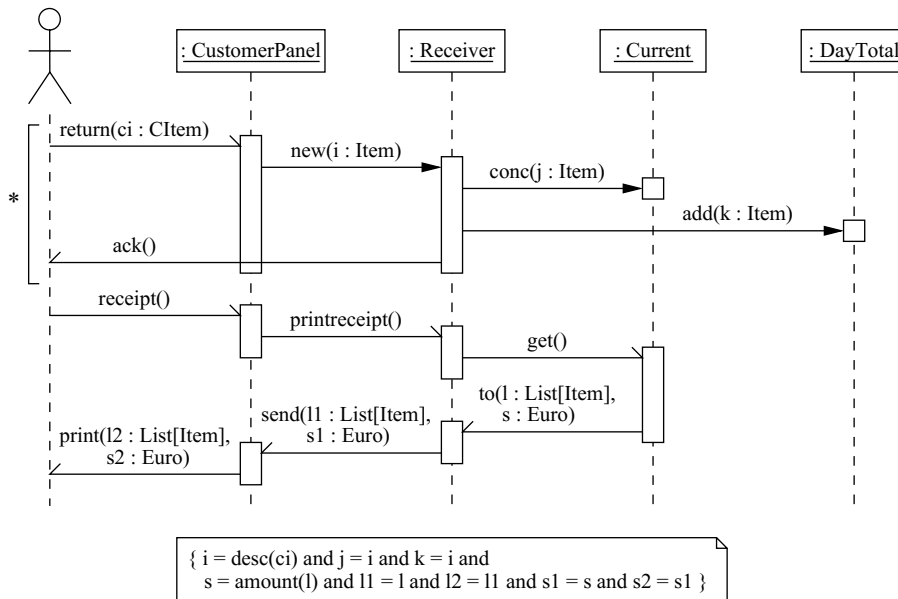 : CustomerPanel
: Receiver
: Current
: DayTotal
return(ci : CItem)
new(i : Item)
conc(j : Item)
*
add(k : Item)
ack()
receipt()
printreceipt()
get()
to(l : List[Item],
s : Euro)
send(l1 : List[Item],
s1 : Euro)
print(l2 : List[Item],
s2 : Euro)
{ i = desc(ci) and j = i and k = i and
s = amount(l) and l1 = l and l2 = l1 and s1 = s and s2 = s1 }